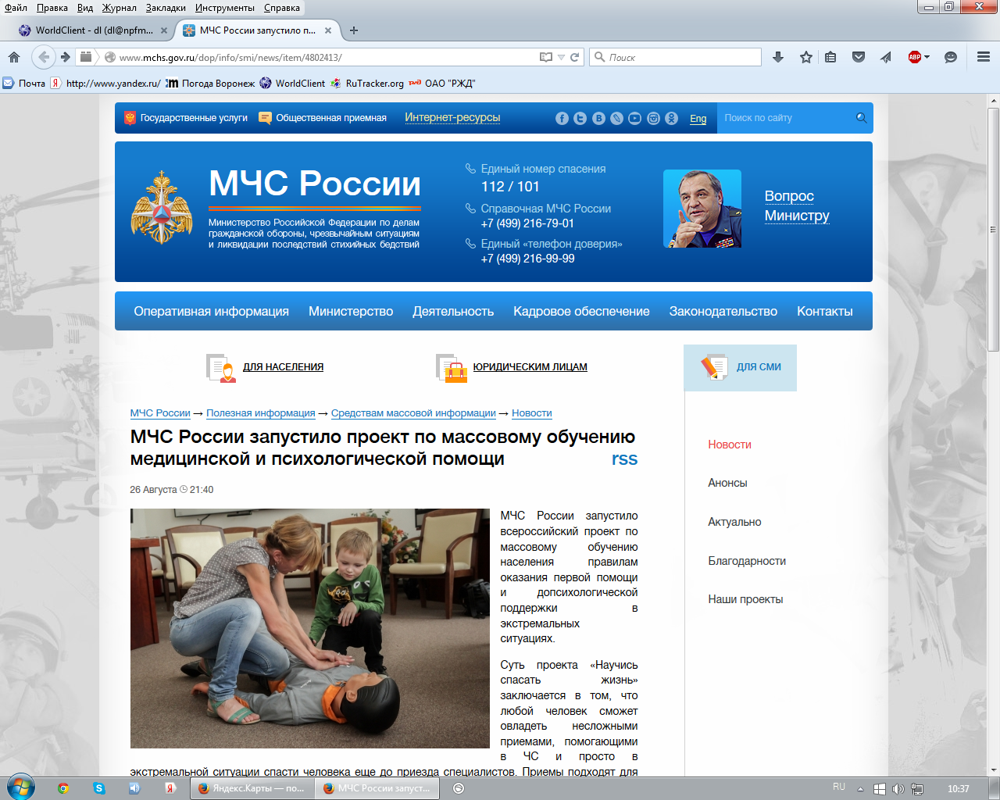 Файл Правка Вид Журнал Закладки Инструменты Справка
WorldClient - dl (dl@npfm...
МЧС России запустило п...
www.mchs.gov.ru/dop/info/smi/news/item/4802413/
Поиск
ABP
Почта
http://www.yandex.ru/
Погода Воронеж
WorldClient
RuTracker.org
ОАО "РЖД"
Государственные услуги
Общественная приемная
Интернет-ресурсы
Eng
Поиск по сайту
МЧС России
Министерство Российской Федерации по делам
гражданской обороны, чрезвычайным ситуациям
и ликвидации последствий стихийных бедствий
Единый номер спасения
112 / 101
Справочная МЧС России
+7 (499) 216-79-01
Единый «телефон доверия»
+7 (499) 216-99-99
Вопрос
Министру
Оперативная информация Министерство Деятельность Кадровое обеспечение Законодательство Контакты
ДЛЯ НАСЕЛЕНИЯ
ЮРИДИЧЕСКИМ ЛИЦАМ
ДЛЯ СМИ
МЧС России → Полезная информация → Средствам массовой информации → Новости
МЧС России запустило проект по массовому обучению
медицинской и психологической помощи
rss
26 Августа 21:40
МЧС России запустило
всероссийский проект по
массовому обучению
населения правилам
оказания первой помощи
и допсихологической
поддержки в
экстремальных
ситуациях.
Суть проекта «Научись
спасать жизнь»
заключается в том, что
любой человек сможет
овладеть несложными
приемами, помогающими
в ЧС и просто в
экстремальной ситуации спасти человека еще до приезда специалистов. Приемы подходят для
Новости
Анонсы
Актуально
Благодарности
Наши проекты
Яндекс.Карты — по...
МЧС России запуст...
RU
10:37